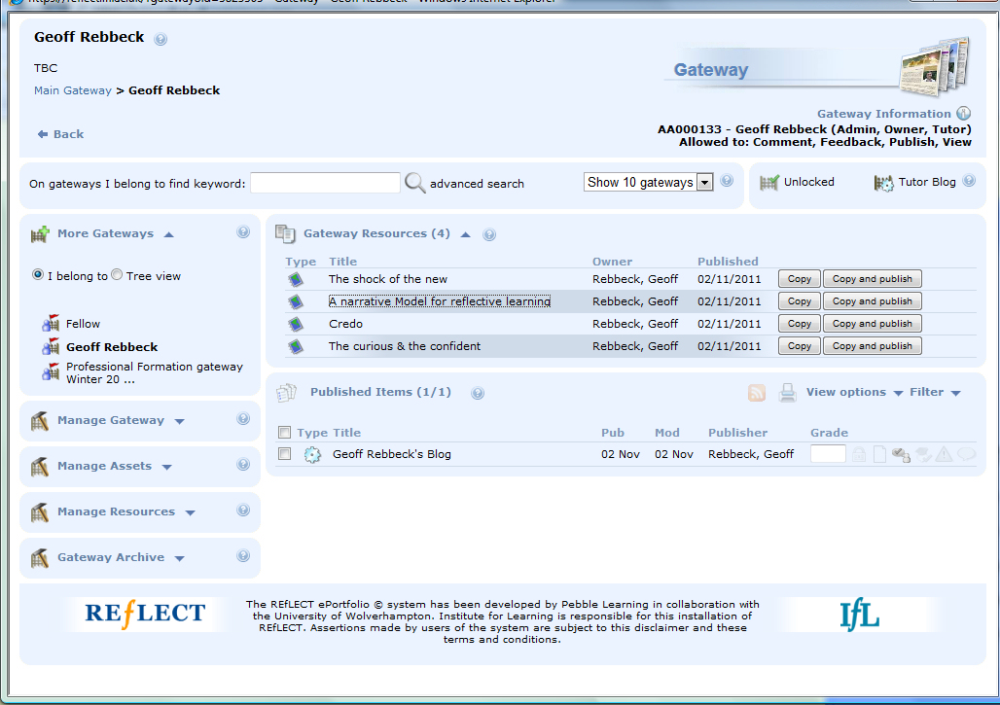 Geoff Rebbeck
TBC
Main Gateway > Geoff Rebbeck
Back
Gateway
Gateway Information
AA000133 - Geoff Rebbeck (Admin, Owner, Tutor)
Allowed to: Comment, Feedback, Publish, View
On gateways I belong to find keyword: advanced search Show 10 gateways
Unlocked Tutor Blog
More Gateways
I belong to Tree view
Fellow
Geoff Rebbeck
Professional Formation gateway
Winter 20 ...
Manage Gateway
Manage Assets
Manage Resources
Gateway Archive
Gateway Resources (4)
Type Title Owner Published
The shock of the new Rebbeck, Geoff 02/11/2011 Copy Copy and publish
A narrative Model for reflective learning Rebbeck, Geoff 02/11/2011 Copy Copy and publish
Credo Rebbeck, Geoff 02/11/2011 Copy Copy and publish
The curious & the confident Rebbeck, Geoff 02/11/2011 Copy Copy and publish
Published Items (1/1) View options Filter
Type Title Pub Mod Publisher Grade
Geoff Rebbeck's Blog 02 Nov 02 Nov Rebbeck, Geoff
REfLECT
The REfLECT ePortfolio © system has been developed by Pebble Learning in collaboration with
the University of Wolverhampton. Institute for Learning is responsible for this installation of
REfLECT. Assertions made by users of the system are subject to this disclaimer and these
terms and conditions.
IfL